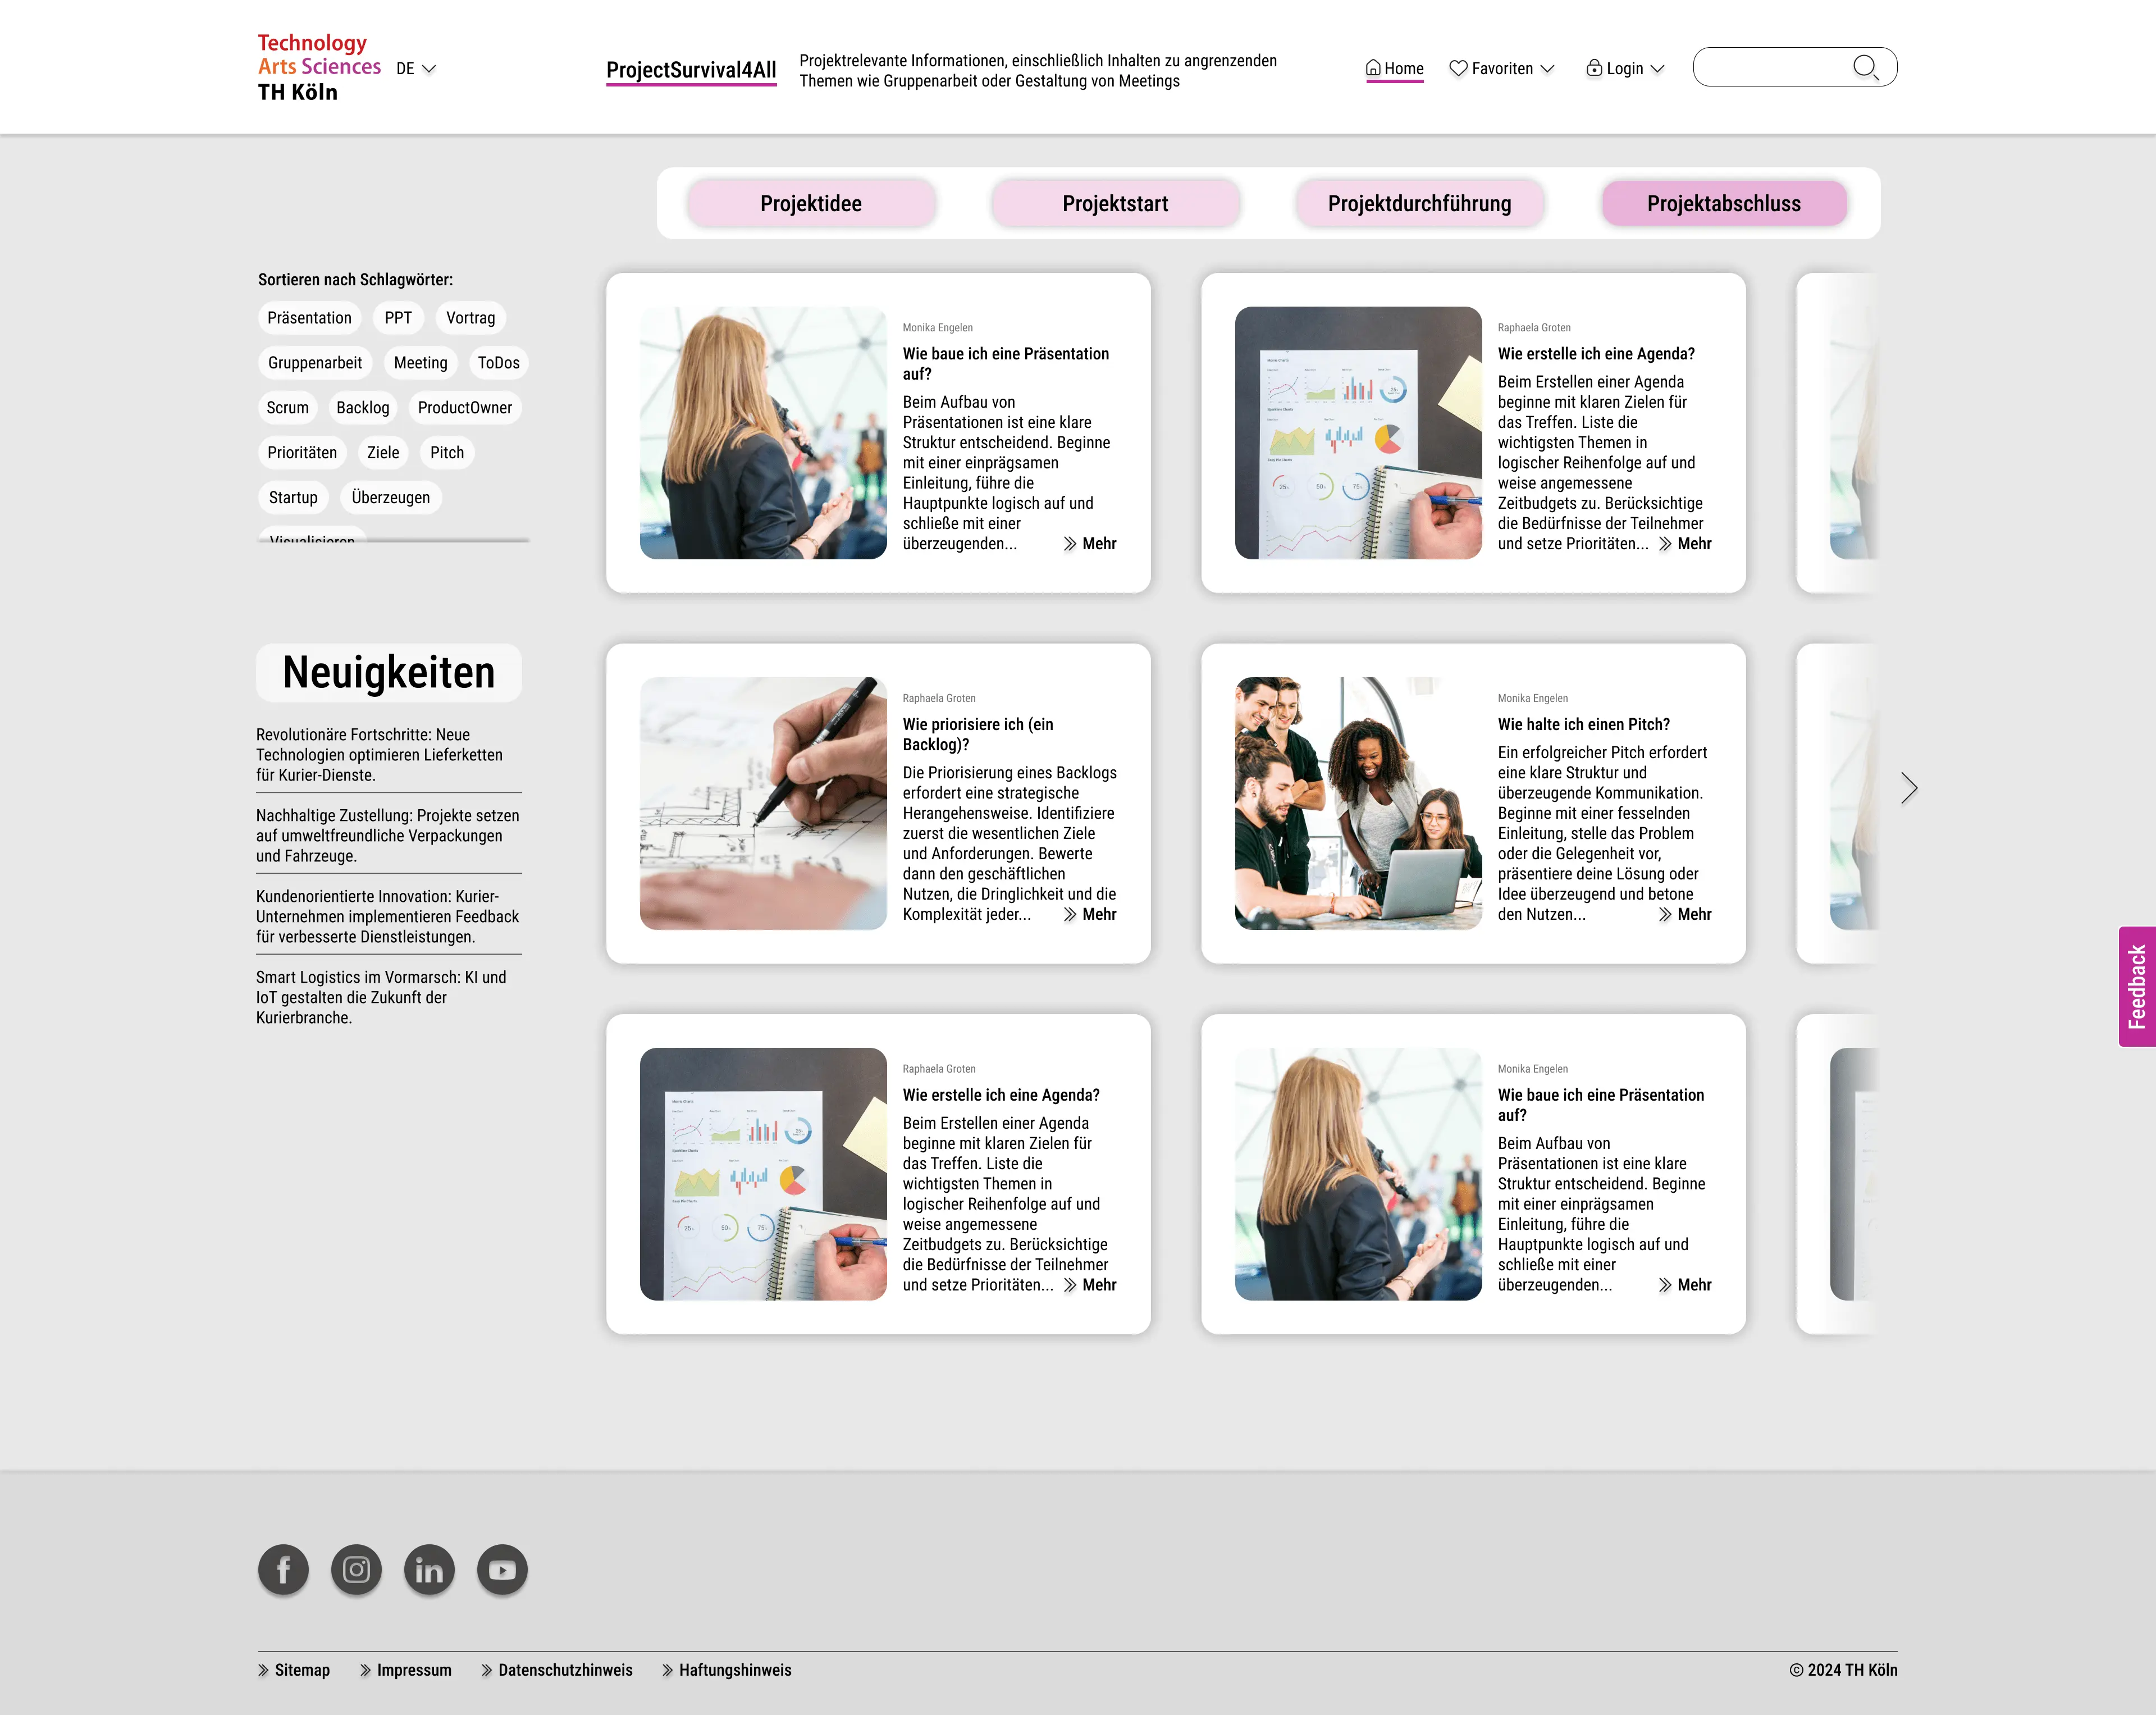 Technology
Arts Sciences
TH Köln
DE
ProjectSurvival4All
Projektrelevante Informationen, einschließlich Inhalten zu angrenzenden
Themen wie Gruppenarbeit oder Gestaltung von Meetings
Home
Favoriten
Login
Projektidee
Projektstart
Projektdurchführung
Projektabschluss
Sortieren nach Schlagwörter:
Präsentation
PPT
Vortrag
Gruppenarbeit
Meeting
ToDos
Scrum
Backlog
ProductOwner
Prioritäten
Ziele
Pitch
Startup
Überzeugen
Visualisieren
Neuigkeiten
Revolutionäre Fortschritte: Neue
Technologien optimieren Lieferketten
für Kurier-Dienste.
Nachhaltige Zustellung: Projekte setzen
auf umweltfreundliche Verpackungen
und Fahrzeuge.
Kundenorientierte Innovation: Kurier-
Unternehmen implementieren Feedback
für verbesserte Dienstleistungen.
Smart Logistics im Vormarsch: KI und
IoT gestalten die Zukunft der
Kurierbranche.
Monika Engelen
Wie baue ich eine Präsentation
auf?
Beim Aufbau von
Präsentationen ist eine klare
Struktur entscheidend. Beginne
mit einer einprägsamen
Einleitung, führe die
Hauptpunkte logisch auf und
schließe mit einer
überzeugenden...
Mehr
Raphaela Groten
Wie erstelle ich eine Agenda?
Beim Erstellen einer Agenda
beginne mit klaren Zielen für
das Treffen. Liste die
wichtigsten Themen in
logischer Reihenfolge auf und
weise angemessene
Zeitbudgets zu. Berücksichtige
die Bedürfnisse der Teilnehmer
und setze Prioritäten...
Mehr
25%
50%
75%
Raphaela Groten
Wie priorisiere ich (ein
Backlog)?
Die Priorisierung eines Backlogs
erfordert eine strategische
Herangehensweise. Identifiziere
zuerst die wesentlichen Ziele
und Anforderungen. Bewerte
dann den geschäftlichen
Nutzen, die Dringlichkeit und die
Komplexität jeder...
Mehr
Monika Engelen
Wie halte ich einen Pitch?
Ein erfolgreicher Pitch erfordert
eine klare Struktur und
überzeugende Kommunikation.
Beginne mit einer fesselnden
Einleitung, stelle das Problem
oder die Gelegenheit vor,
präsentiere deine Lösung oder
Idee überzeugend und betone
den Nutzen...
Mehr
Raphaela Groten
Wie erstelle ich eine Agenda?
Beim Erstellen einer Agenda
beginne mit klaren Zielen für
das Treffen. Liste die
wichtigsten Themen in
logischer Reihenfolge auf und
weise angemessene
Zeitbudgets zu. Berücksichtige
die Bedürfnisse der Teilnehmer
und setze Prioritäten...
Mehr
25%
50%
75%
Monika Engelen
Wie baue ich eine Präsentation
auf?
Beim Aufbau von
Präsentationen ist eine klare
Struktur entscheidend. Beginne
mit einer einprägsamen
Einleitung, führe die
Hauptpunkte logisch auf und
schließe mit einer
überzeugenden...
Mehr
Feedback
Sitemap
Impressum
Datenschutzhinweis
Haftungshinweis
© 2024 TH Köln